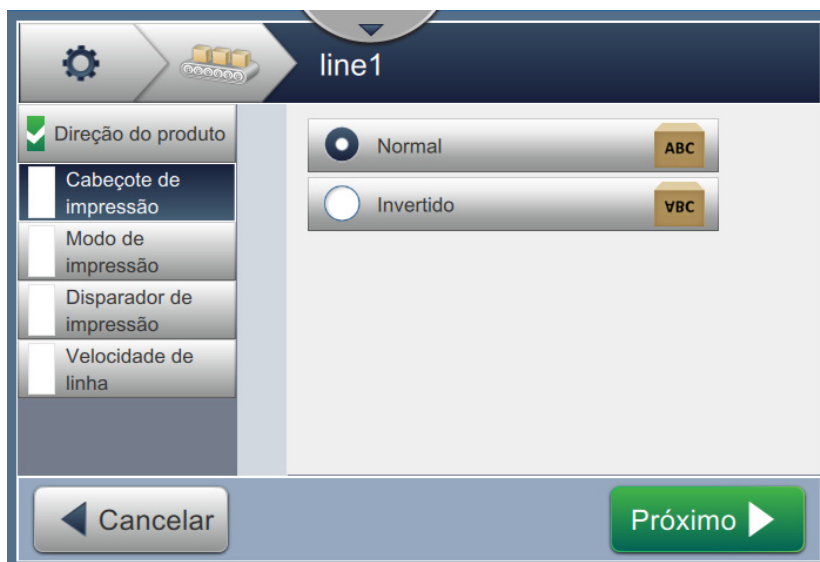 line1
Direção do produto
Cabeçote de
impressão
Modo de
impressão
Disparador de
impressão
Velocidade de
linha
Normal
ABC
Invertido
∀BC
Cancelar
Próximo